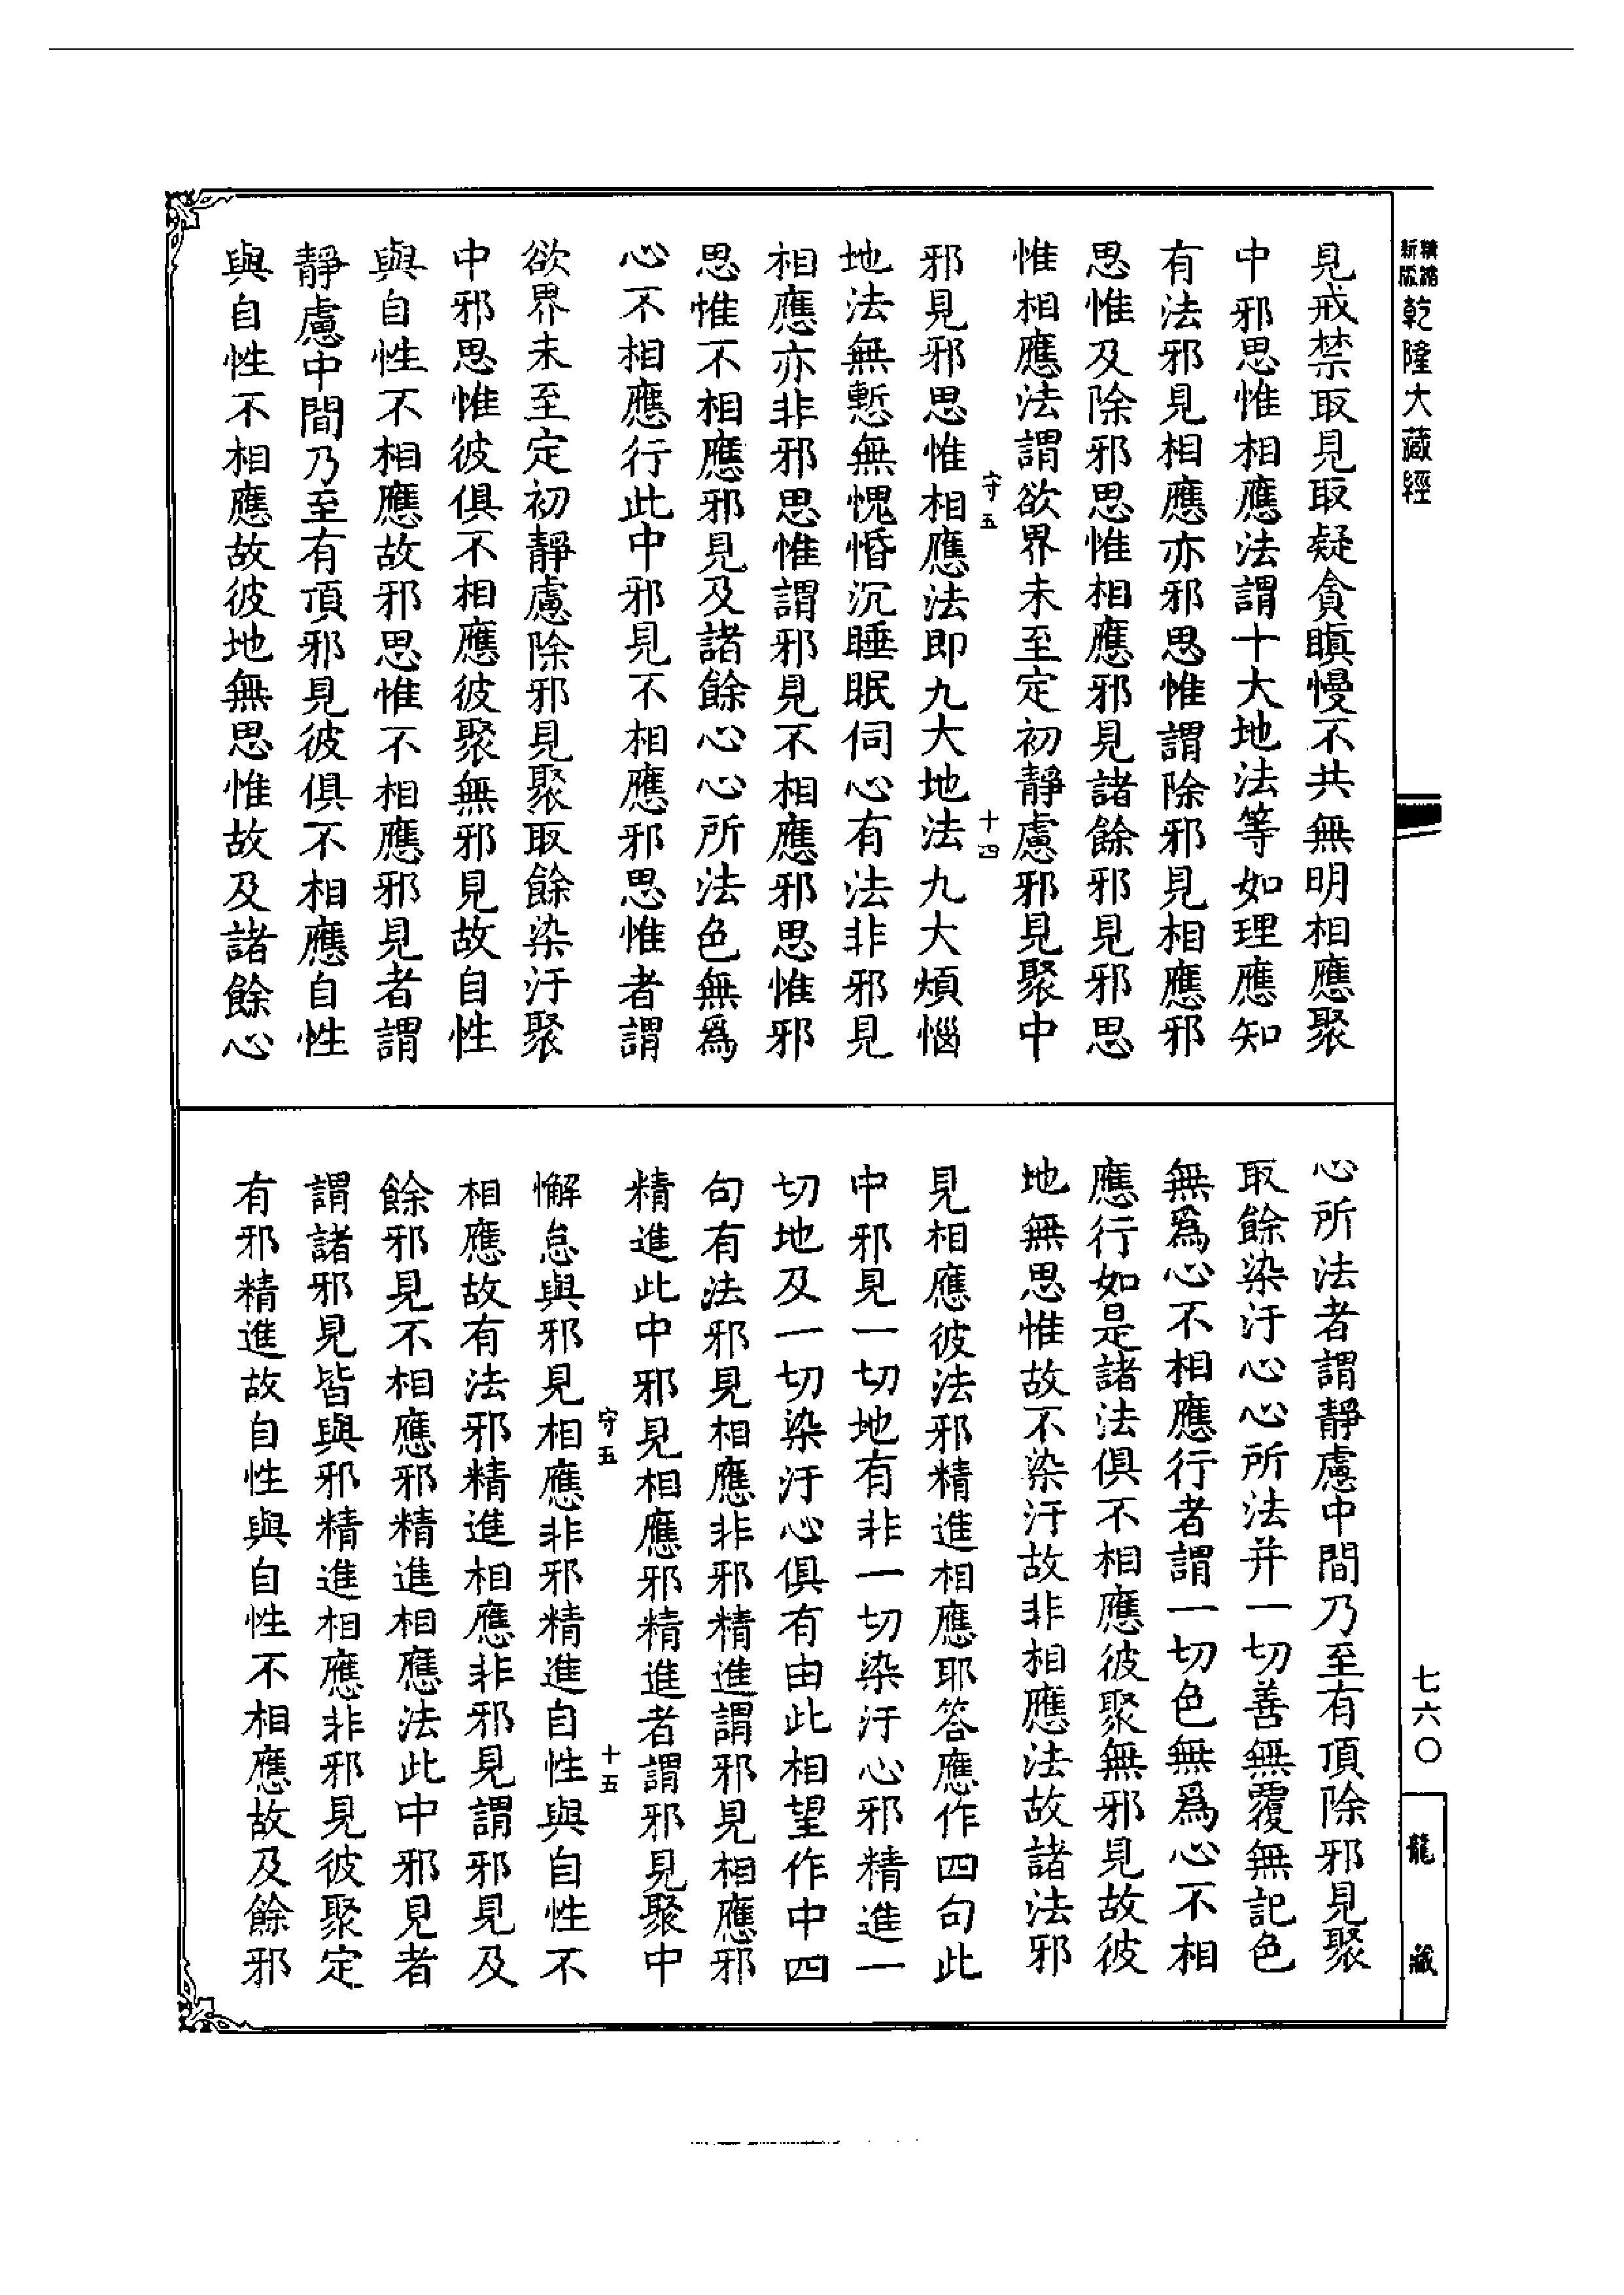 新版
精縮
乾隆大藏經
見戒禁取見取疑貪瞋慢不共無明相應聚
中邪思惟相應法謂十大地法等如理應知
有法邪見相應亦邪思惟謂除邪見相應邪
思惟及除邪思惟相應邪見諸餘邪見邪思
惟相應法謂欲界未至定初靜慮邪見聚中
守五
十四
邪見邪思惟相應法即九大地法九大煩惱
地法無慙無愧惛沉睡眠伺心有法非邪見
相應亦非邪思惟謂邪見不相應邪思惟邪
思惟不相應邪見及諸餘心心所法色無爲
心不相應行此中邪見不相應邪思惟者謂
欲界未至定初靜慮除邪見聚取餘染汙聚
中邪思惟彼俱不相應彼聚無邪見故自性
與自性不相應故邪思惟不相應邪見者謂
靜慮中間乃至有頂邪見彼俱不相應自性
與自性不相應故彼地無思惟故及諸餘心
心所法者謂靜慮中間乃至有頂除邪見聚
取餘染汙心心所法并一切善無覆無記色
無爲心不相應行者謂一切色無爲心不相
應行如是諸法俱不相應彼聚無邪見故彼
地無思惟故不染汙故非相應法故諸法邪
見相應彼法邪精進相應耶答應作四句此
中邪見一切地有非一切染汙心邪精進一
切地及一切染汙心俱有由此相望作中四
句有法邪見相應非邪精進謂邪見相應邪
精進此中邪見相應邪精進者謂邪見聚中
守五
十五
懈怠與邪見相應非邪精進自性與自性不
相應故有法邪精進相應非邪見謂邪見及
餘邪見不相應邪精進相應法此中邪見者
謂諸邪見皆與邪精進相應非邪見彼聚定
有邪精進故自性與自性不相應故及餘邪
七六〇
龍藏